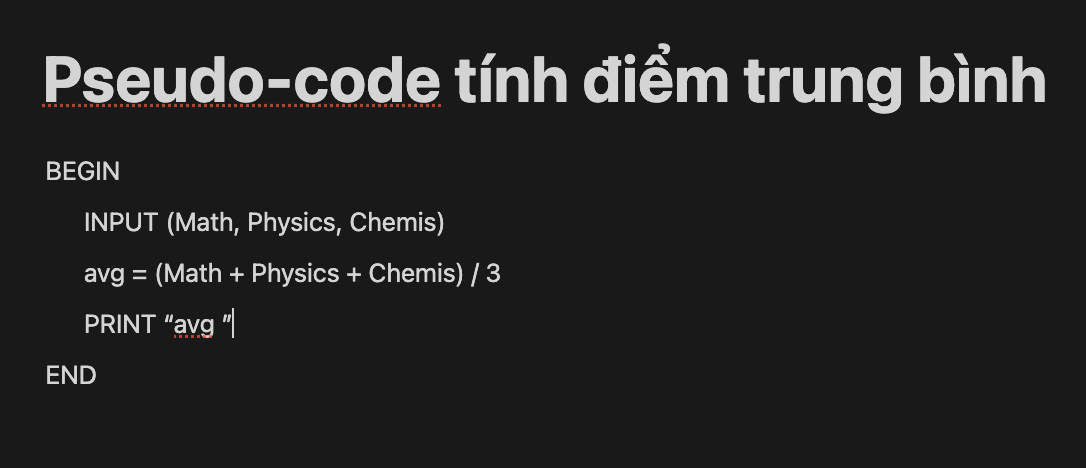 Pseudo-code tính điểm trung bình
BEGIN
INPUT (Math, Physics, Chemis)
avg = (Math + Physics + Chemis) / 3
PRINT “avg ”
END